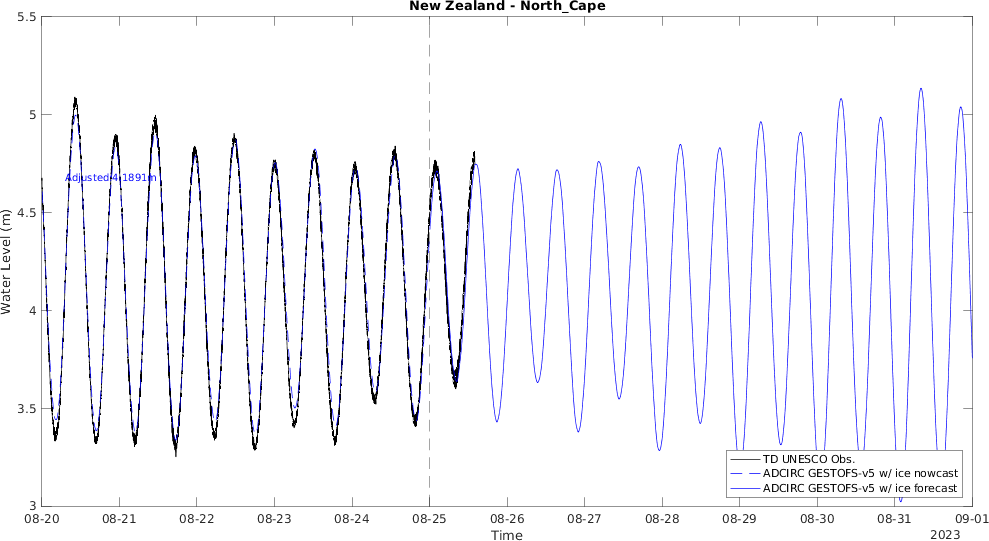 New Zealand - North_Cape
5.5
5
4.5
4
3.5
3
Water Level (m)
Adjusted 4.1891m
TD UNESCO Obs.
ADCIRC GESTOFS-v5 w/ ice nowcast
ADCIRC GESTOFS-v5 w/ ice forecast
08-20 08-21 08-22 08-23 08-24 08-25 08-26 08-27 08-28 08-29 08-30 08-31 09-01
Time
2023